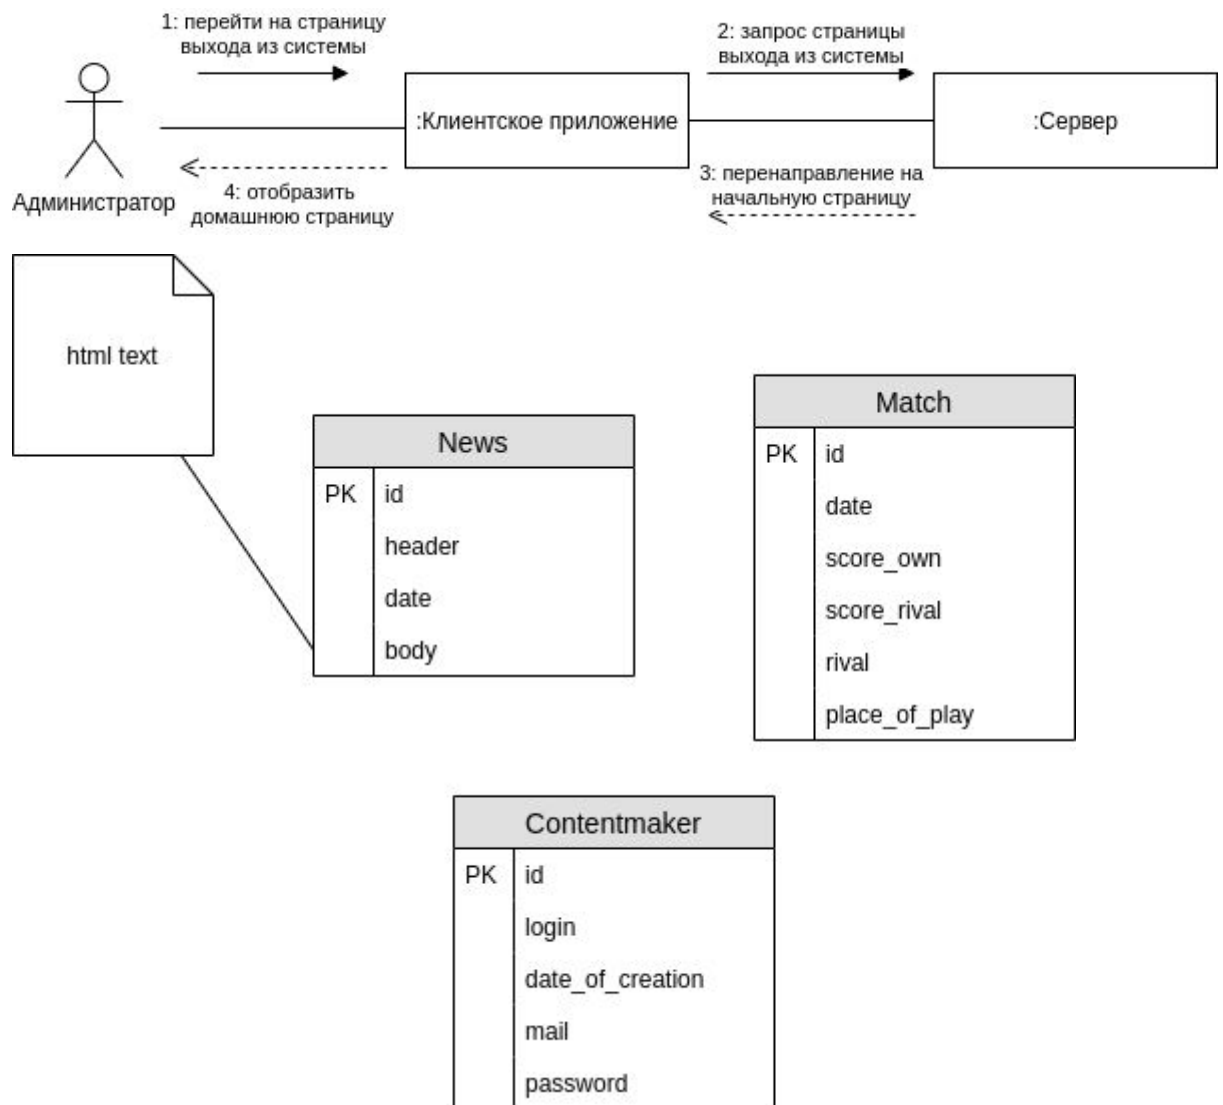 1: перейти на страницу
выхода из системы
2: запрос страницы
выхода из системы
:Клиентское приложение
:Сервер
Администратор
4: отобразить
домашнюю страницу
3: перенаправление на
начальную страницу
html text
News
PK id
header
date
body
Match
PK id
date
score_own
score_rival
rival
place_of_play
Contentmaker
PK id
login
date_of_creation
mail
password